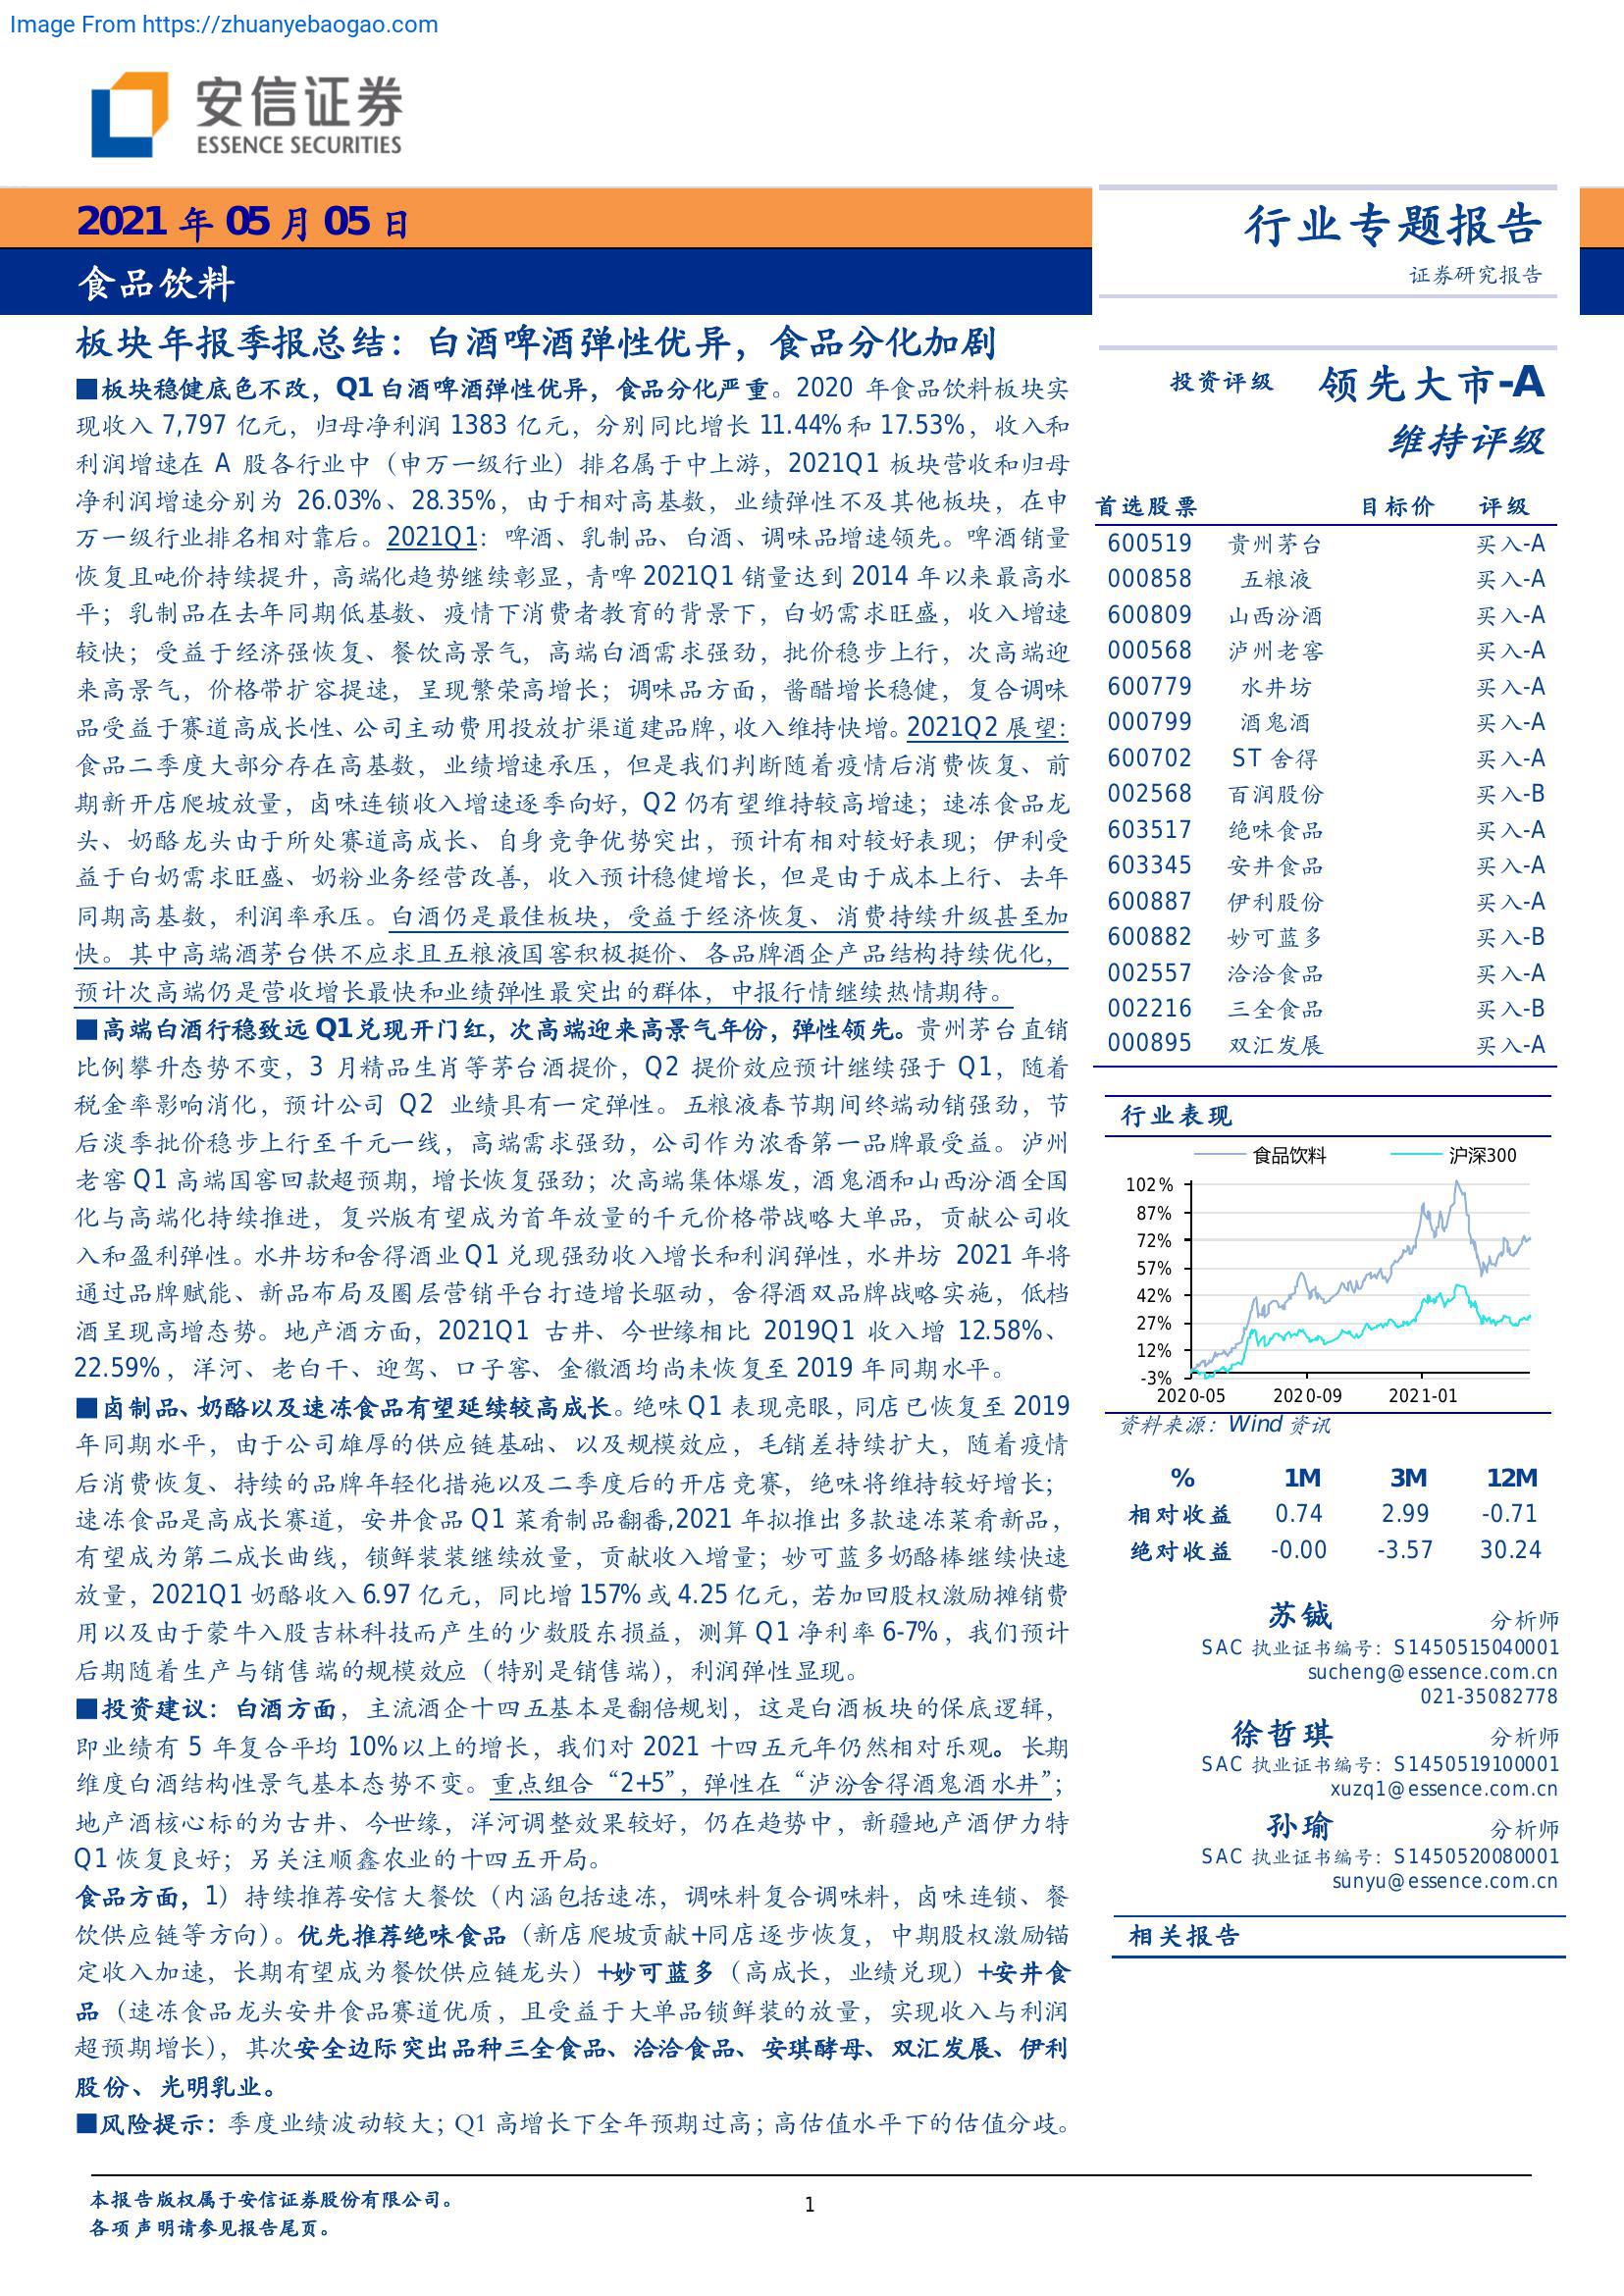 Image From https://zhuanyebaogao.com
安信证券
ESSENCE SECURITIES
2021 年 05 月 05 日
食品饮料
行业专题报告
证券研究报告
板块年报季报总结：白酒啤酒弹性优异，食品分化加剧
■板块稳健底色不改，Q1 白酒啤酒弹性优异，食品分化严重。2020 年食品饮料板块实
现收入 7,797 亿元，归母净利润 1383 亿元，分别同比增长 11.44%和 17.53%，收入和
利润增速在 A 股各行业中（申万一级行业）排名属于中上游，2021Q1 板块营收和归母
净利润增速分别为 26.03%、28.35%，由于相对高基数，业绩弹性不及其他板块，在申
万一级行业排名相对靠后。2021Q1：啤酒、乳制品、白酒、调味品增速领先。啤酒销量
恢复且吨价持续提升，高端化趋势继续彰显，青啤 2021Q1 销量达到 2014 年以来最高水
平；乳制品在去年同期低基数、疫情下消费者教育的背景下，白奶需求旺盛，收入增速
较快；受益于经济强恢复、餐饮高景气，高端白酒需求强劲，批价稳步上行，次高端迎
来高景气，价格带扩容提速，呈现繁荣高增长；调味品方面，酱醋增长稳健，复合调味
品受益于赛道高成长性、公司主动费用投放扩渠道建品牌，收入维持快增。2021Q2 展望：
食品二季度大部分存在高基数，业绩增速承压，但是我们判断随着疫情后消费恢复、前
期新开店爬坡放量，卤味连锁收入增速逐季向好，Q2 仍有望维持较高增速；速冻食品龙
头、奶酪龙头由于所处赛道高成长、自身竞争优势突出，预计有相对较好表现；伊利受
益于白奶需求旺盛、奶粉业务经营改善，收入预计稳健增长，但是由于成本上行、去年
同期高基数，利润率承压。白酒仍是最佳板块，受益于经济恢复、消费持续升级甚至加
快。其中高端酒茅台供不应求且五粮液国窖积极挺价、各品牌酒企产品结构持续优化，
预计次高端仍是营收增长最快和业绩弹性最突出的群体，中报行情继续热情期待。
■高端白酒行稳致远 Q1兑现开门红，次高端迎来高景气年份，弹性领先。贵州茅台直销
比例攀升态势不变，3 月精品生肖等茅台酒提价，Q2 提价效应预计继续强于 Q1，随着
税金率影响消化，预计公司 Q2 业绩具有一定弹性。五粮液春节期间终端动销强劲，节
后淡季批价稳步上行至千元一线，高端需求强劲，公司作为浓香第一品牌最受益。泸州
老窖 Q1 高端国窖回款超预期，增长恢复强劲；次高端集体爆发，酒鬼酒和山西汾酒全国
化与高端化持续推进，复兴版有望成为首年放量的千元价格带战略大单品，贡献公司收
入和盈利弹性。水井坊和舍得酒业 Q1 兑现强劲收入增长和利润弹性，水井坊 2021 年将
通过品牌赋能、新品布局及圈层营销平台打造增长驱动，舍得酒双品牌战略实施，低档
酒呈现高增态势。地产酒方面，2021Q1 古井、今世缘相比 2019Q1 收入增 12.58%、
22.59%，洋河、老白干、迎驾、口子窖、金徽酒均尚未恢复至 2019 年同期水平。
■卤制品、奶酪以及速冻食品有望延续较高成长。绝味 Q1 表现亮眼，同店已恢复至 2019
年同期水平，由于公司雄厚的供应链基础、以及规模效应，毛销差持续扩大，随着疫情
后消费恢复、持续的品牌年轻化措施以及二季度后的开店竞赛，绝味将维持较好增长；
速冻食品是高成长赛道，安井食品 Q1 菜肴制品翻番,2021 年拟推出多款速冻菜肴新品，
有望成为第二成长曲线，锁鲜装装继续放量，贡献收入增量；妙可蓝多奶酪棒继续快速
放量，2021Q1 奶酪收入 6.97 亿元，同比增 157%或 4.25 亿元，若加回股权激励摊销费
用以及由于蒙牛入股吉林科技而产生的少数股东损益，测算 Q1 净利率 6-7%，我们预计
后期随着生产与销售端的规模效应（特别是销售端），利润弹性显现。
■投资建议：白酒方面，主流酒企十四五基本是翻倍规划，这是白酒板块的保底逻辑，
即业绩有 5 年复合平均 10%以上的增长，我们对 2021 十四五元年仍然相对乐观。长期
维度白酒结构性景气基本态势不变。重点组合“2+5”，弹性在“泸汾舍得酒鬼酒水井”；
地产酒核心标的为古井、今世缘，洋河调整效果较好，仍在趋势中，新疆地产酒伊力特
Q1 恢复良好；另关注顺鑫农业的十四五开局。
食品方面，1）持续推荐安信大餐饮（内涵包括速冻，调味料复合调味料，卤味连锁、餐
饮供应链等方向）。优先推荐绝味食品（新店爬坡贡献+同店逐步恢复，中期股权激励锚
定收入加速，长期有望成为餐饮供应链龙头）+妙可蓝多（高成长，业绩兑现）+安井食
品（速冻食品龙头安井食品赛道优质，且受益于大单品锁鲜装的放量，实现收入与利润
超预期增长），其次安全边际突出品种三全食品、洽洽食品、安琪酵母、双汇发展、伊利
股份、光明乳业。
■风险提示：季度业绩波动较大；Q1 高增长下全年预期过高；高估值水平下的估值分歧。
投资评级 领先大市-A
维持评级
首选股票 目标价 评级
600519 贵州茅台 买入-A
000858 五粮液 买入-A
600809 山西汾酒 买入-A
000568 泸州老窖 买入-A
600779 水井坊 买入-A
000799 酒鬼酒 买入-A
600702 ST 舍得 买入-A
002568 百润股份 买入-B
603517 绝味食品 买入-A
603345 安井食品 买入-A
600887 伊利股份 买入-A
600882 妙可蓝多 买入-B
002557 洽洽食品 买入-A
002216 三全食品 买入-B
000895 双汇发展 买入-A
行业表现
食品饮料 沪深300
102%
87%
72%
57%
42%
27%
12%
-3%
2020-05 2020-09 2021-01
资料来源：Wind 资讯
% 1M 3M 12M
相对收益 0.74 2.99 -0.71
绝对收益 -0.00 -3.57 30.24
苏铖 分析师
SAC 执业证书编号：S1450515040001
sucheng@essence.com.cn
021-35082778
徐哲琪 分析师
SAC 执业证书编号：S1450519100001
xuzq1@essence.com.cn
孙瑜 分析师
SAC 执业证书编号：S1450520080001
sunyu@essence.com.cn
相关报告
本报告版权属于安信证券股份有限公司。
各项声明请参见报告尾页。
1